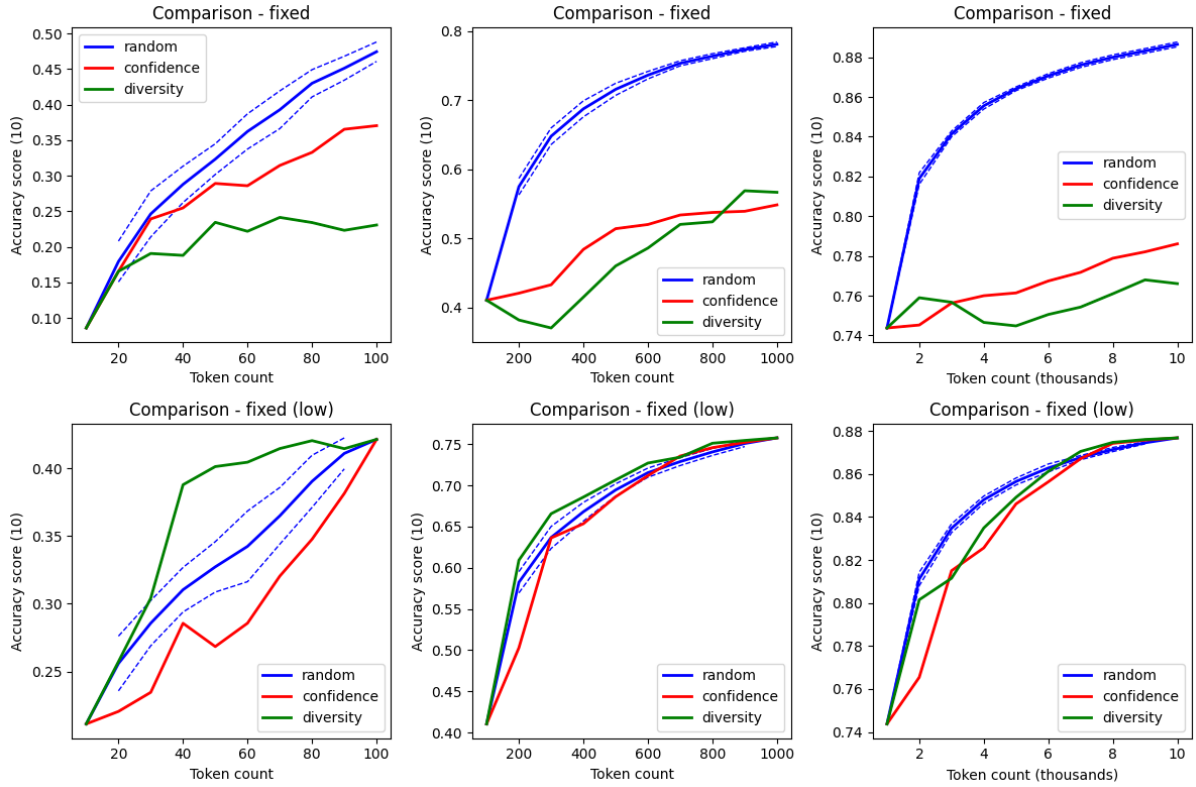 Comparison - fixed
Accuracy score (10)
0.50
0.45
0.40
0.35
0.30
0.25
0.20
0.15
0.10
random
confidence
diversity
20 40 60 80 100
Token count
Comparison - fixed
Accuracy score (10)
0.8
0.7
0.6
0.5
0.4
random
confidence
diversity
200 400 600 800 1000
Token count
Comparison - fixed
Accuracy score (10)
0.88
0.86
0.84
0.82
0.80
0.78
0.76
0.74
random
confidence
diversity
2 4 6 8 10
Token count (thousands)
Comparison - fixed (low)
Accuracy score (10)
0.40
0.35
0.30
0.25
random
confidence
diversity
20 40 60 80 100
Token count
Comparison - fixed (low)
Accuracy score (10)
0.75
0.70
0.65
0.60
0.55
0.50
0.45
0.40
random
confidence
diversity
200 400 600 800 1000
Token count
Comparison - fixed (low)
Accuracy score (10)
0.88
0.86
0.84
0.82
0.80
0.78
0.76
0.74
random
confidence
diversity
2 4 6 8 10
Token count (thousands)